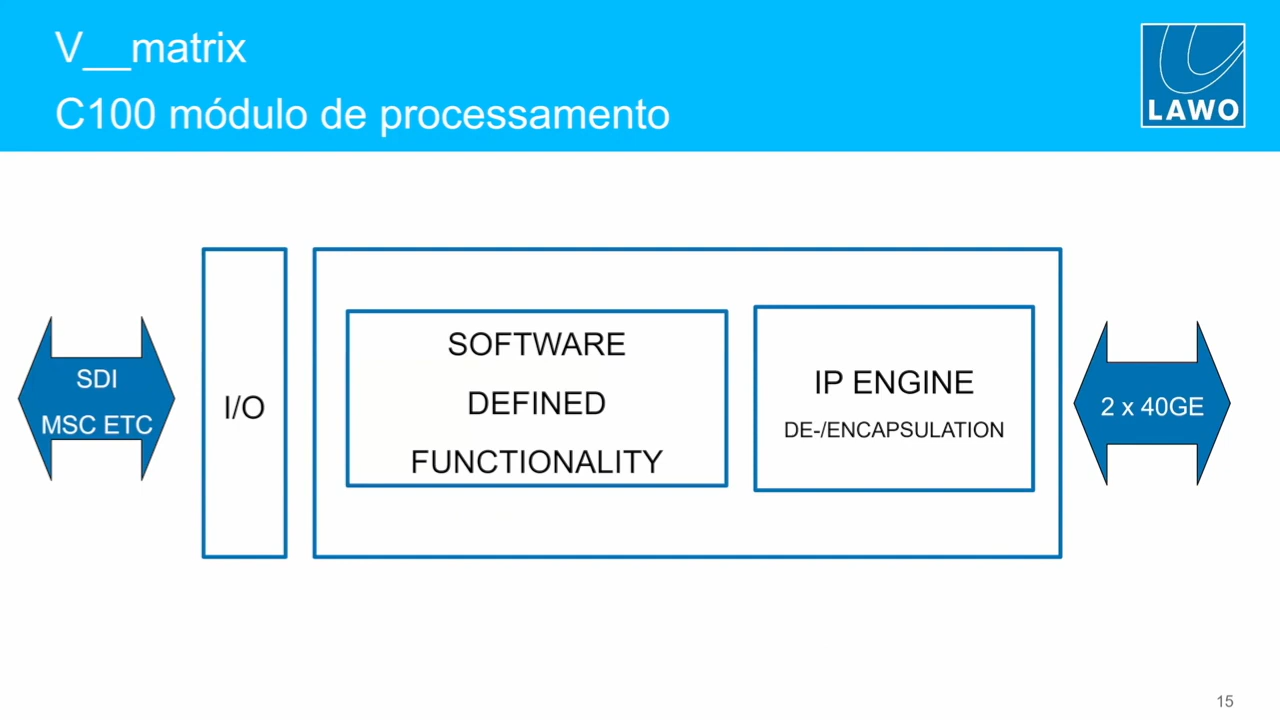 V__matrix
C100 módulo de processamento
LAWO
SDI
MSC ETC
I/O
SOFTWARE
DEFINED
FUNCTIONALITY
IP ENGINE
DE-/ENCAPSULATION
2 x 40GE
15